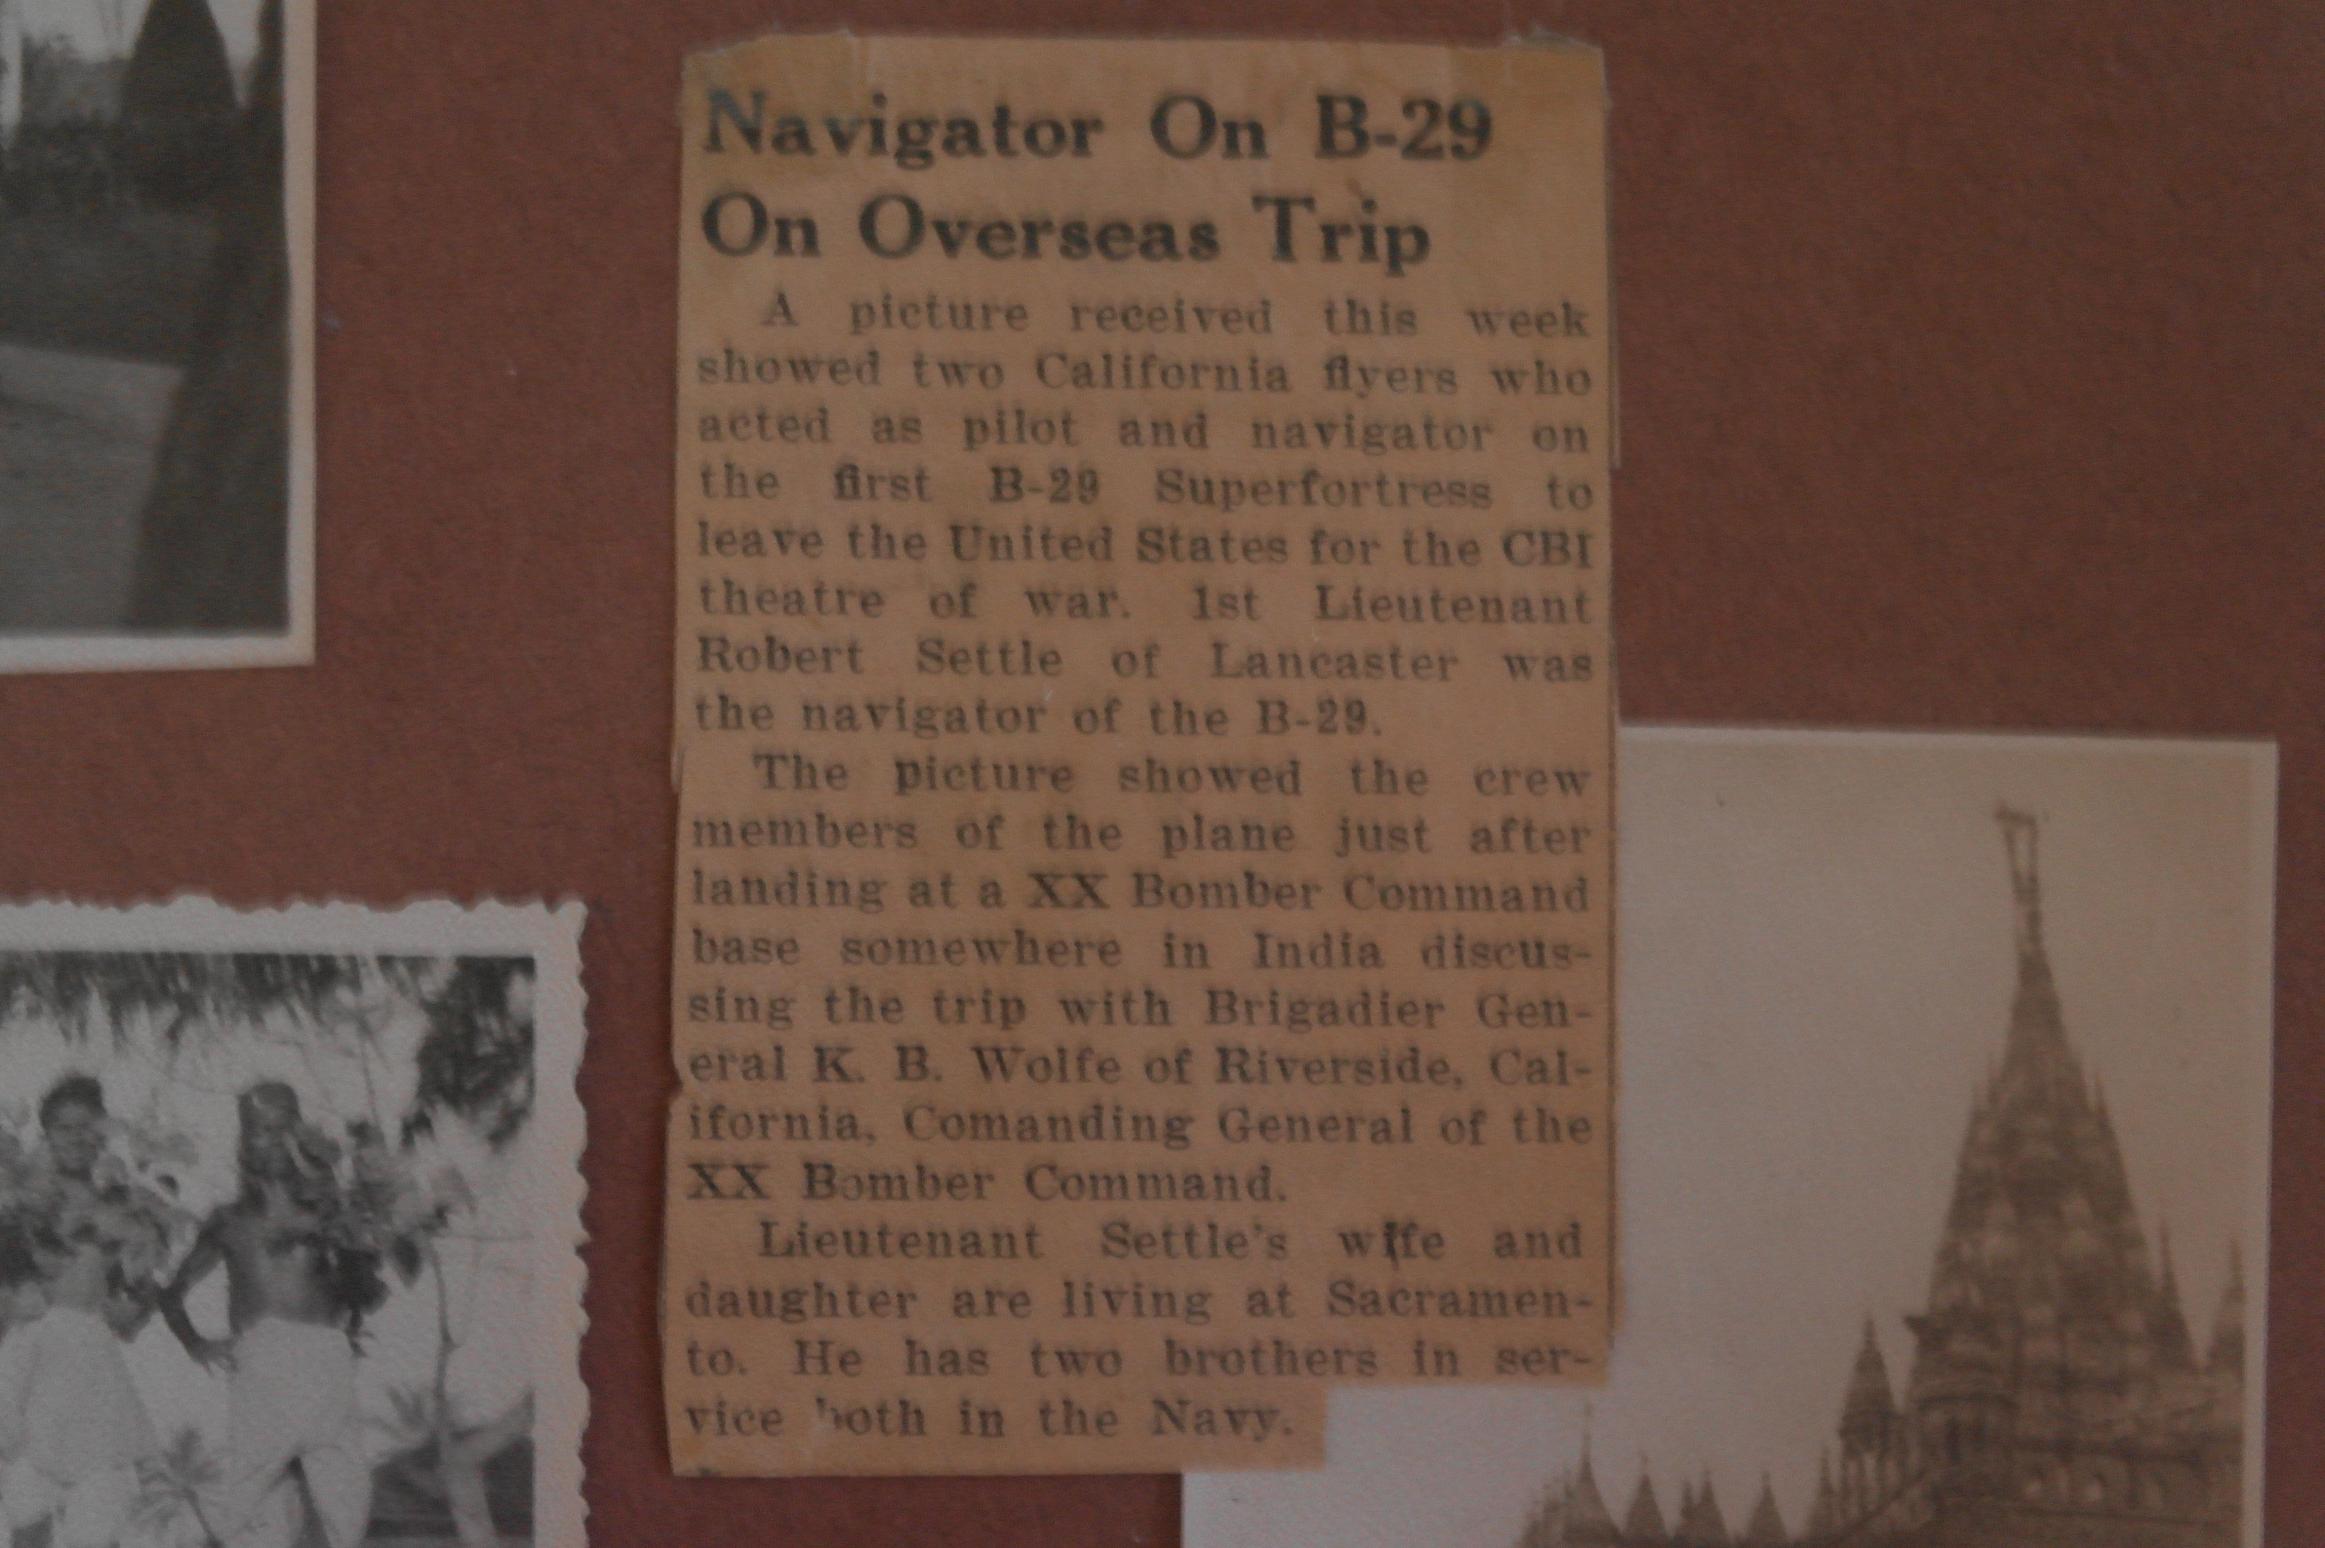 Navigator On B-29
On Overseas Trip
A picture received this week
showed two California flyers who
acted as pilot and navigator on
the first B-29 Superfortress to
leave the United States for the CBI
theatre of war. 1st Lieutenant
Robert Settle of Lancaster was
the navigator of the B-29.
The picture showed the crew
members of the plane just after
landing at a XX Bomber Command
base somewhere in India discus-
sing the trip with Brigadier Gen-
eral K. B. Wolfe of Riverside, Cal-
ifornia, Comanding General of the
XX Bomber Command.
Lieutenant Settle's wife and
daughter are living at Sacramen-
to. He has two brothers in ser-
vice both in the Navy.